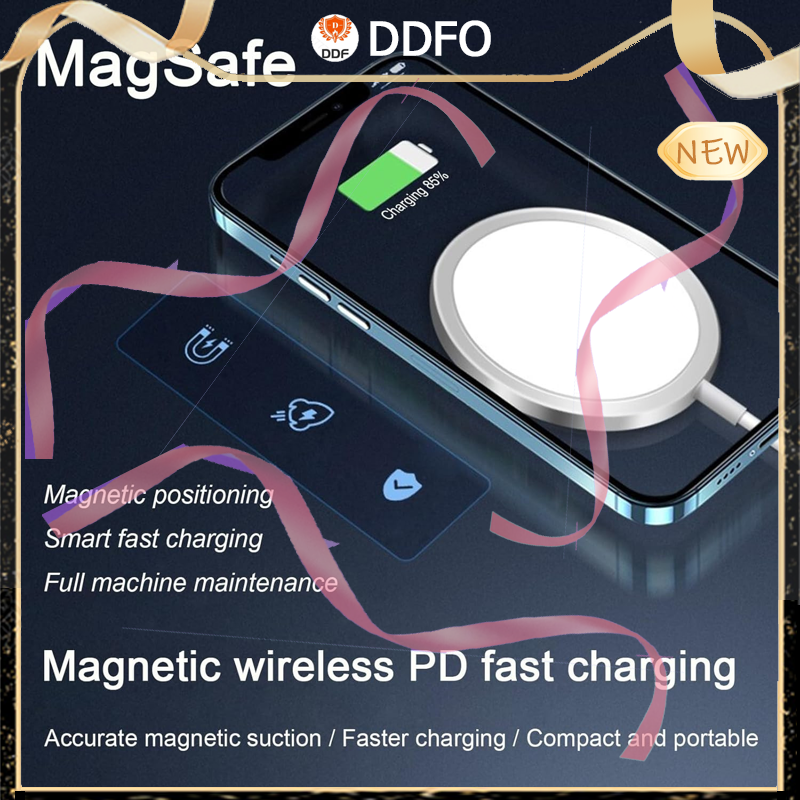 DDF
DDFO
MagSafe
NEW
Charging 85%
Magnetic positioning
Smart fast charging
Full machine maintenance
Magnetic wireless PD fast charging
Accurate magnetic suction / Faster charging / Compact and portable